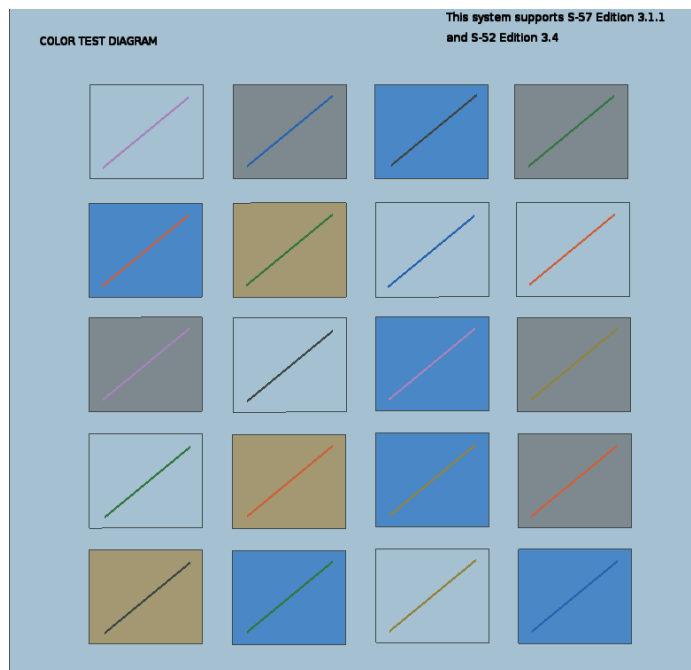 This system supports S-57 Edition 3.1.1
and S-52 Edition 3.4
COLOR TEST DIAGRAM